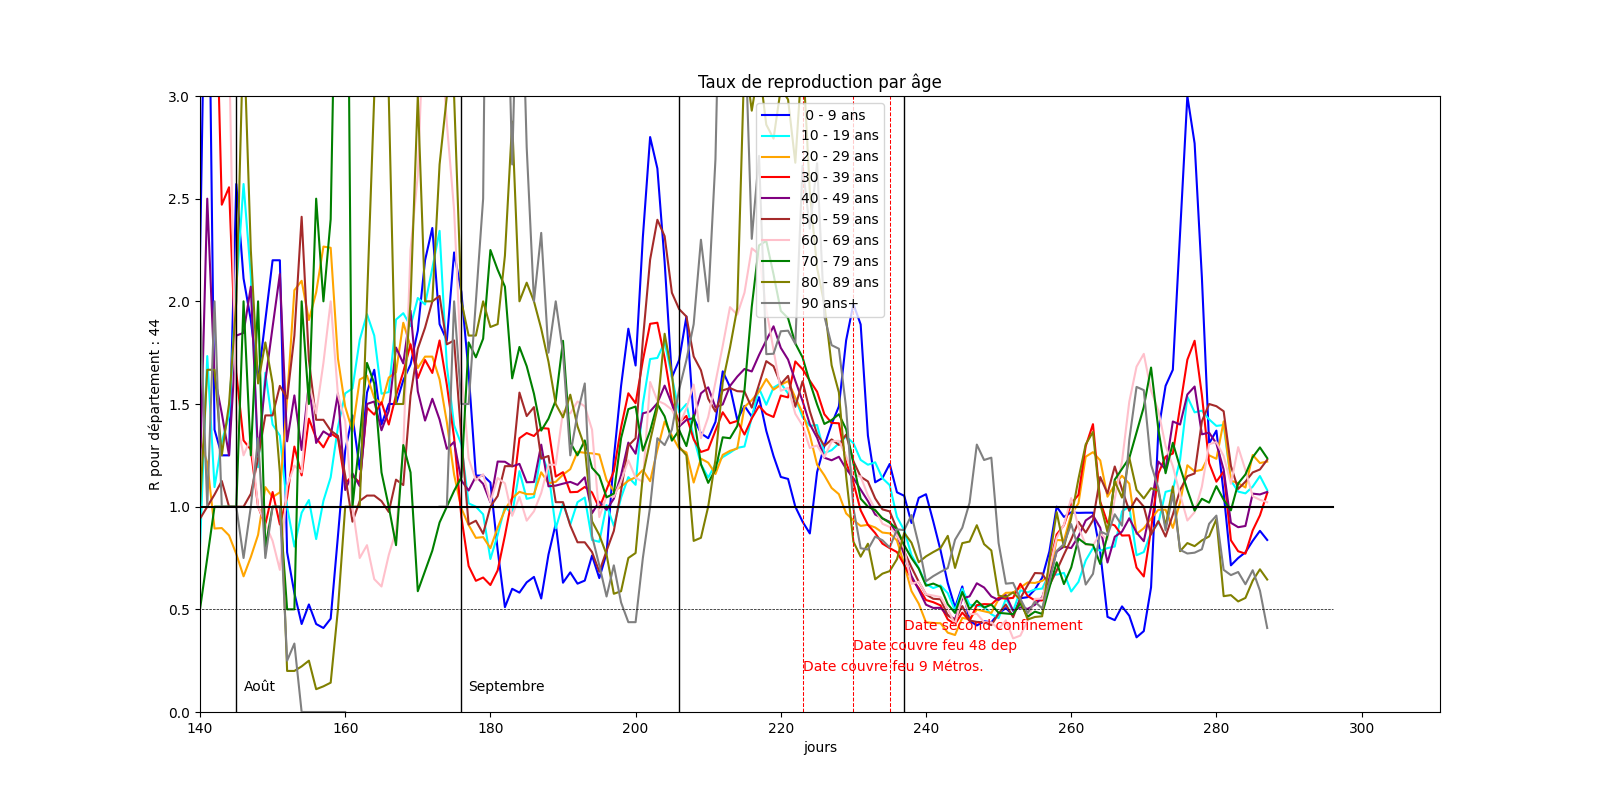 Taux de reproduction par âge
R pour département : 44
3.0
2.5
2.0
1.5
1.0
0.5
0.0
0 - 9 ans
10 - 19 ans
20 - 29 ans
30 - 39 ans
40 - 49 ans
50 - 59 ans
60 - 69 ans
70 - 79 ans
80 - 89 ans
90 ans+
Date second confinement
Date couvre feu 48 dep
Date couvre feu 9 Métros.
Août
Septembre
140 160 180 200 220 240 260 280 300
jours